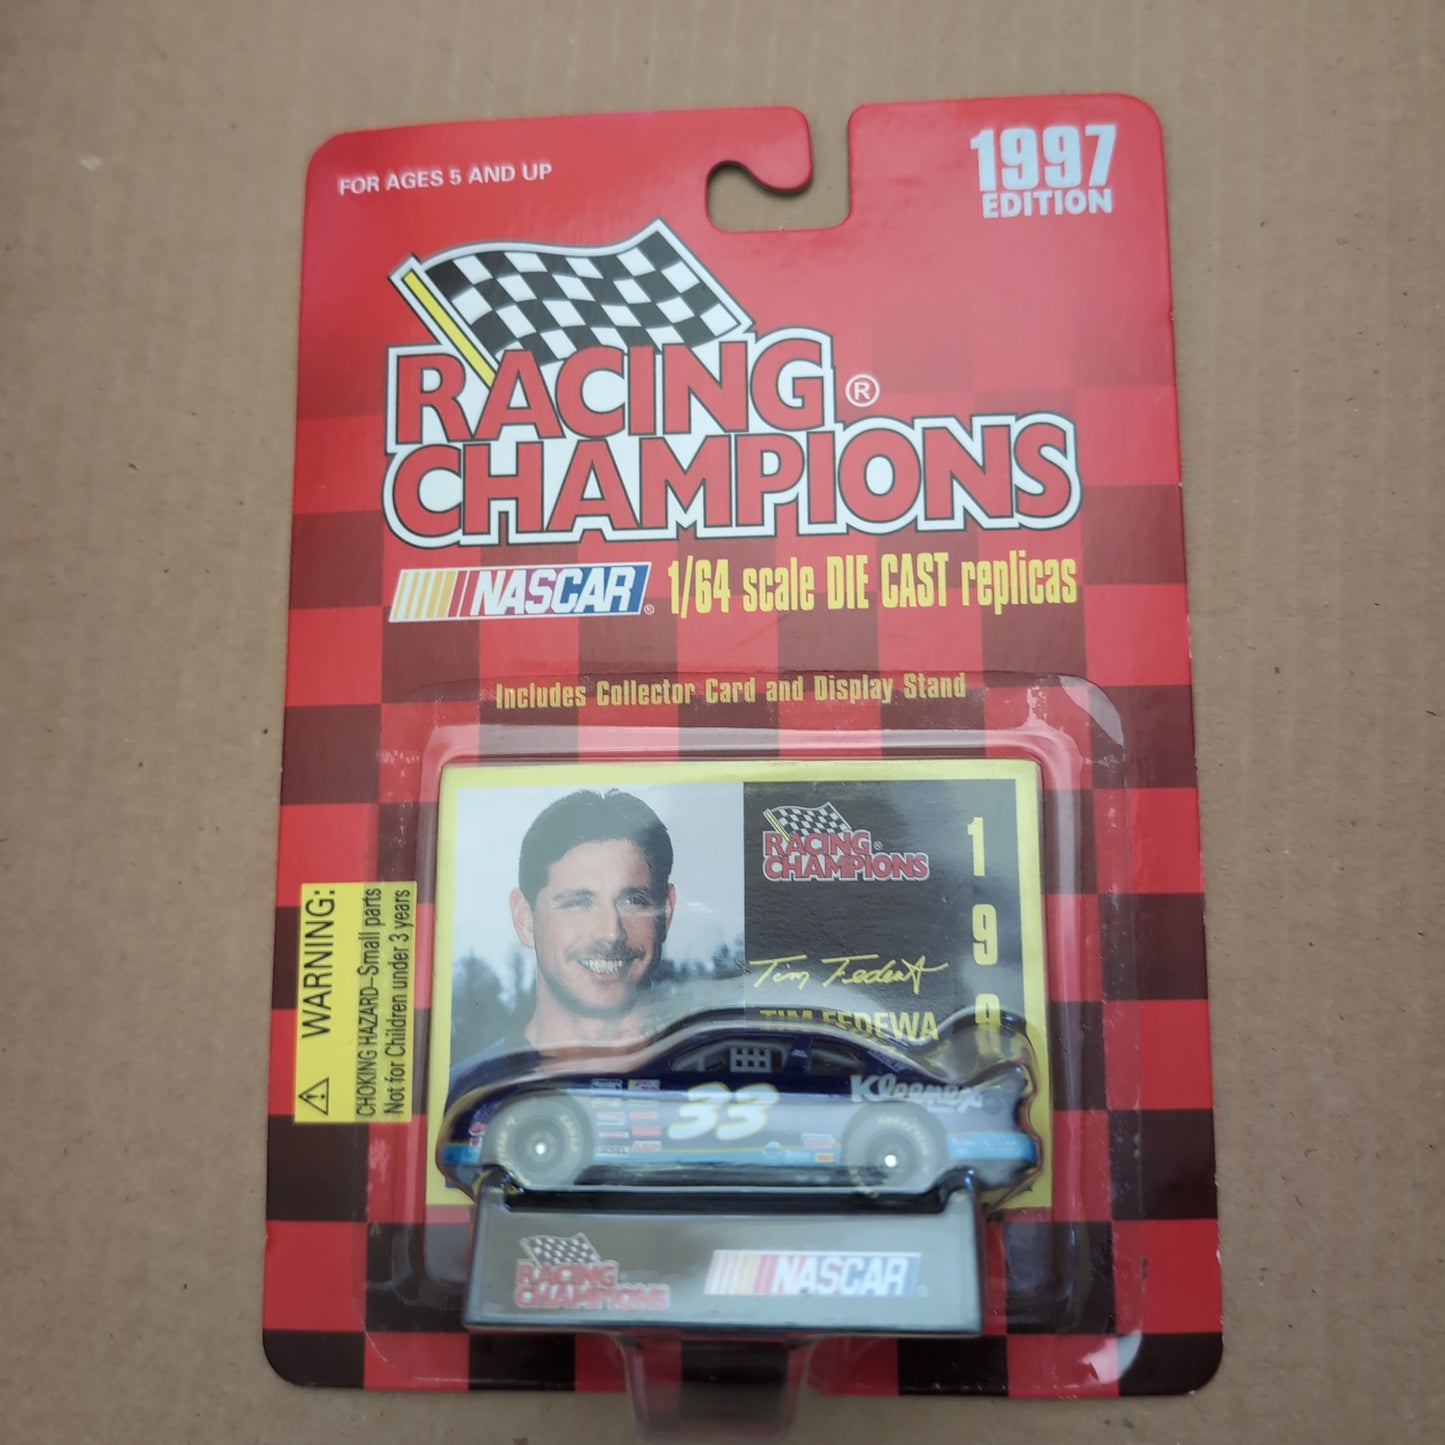 FOR AGES 5 AND UP
1997
EDITION
RACING ®
CHAMPIONS
NASCAR ® 1/64 scale DIE CAST replicas
Includes Collector Card and Display Stand
WARNING:
CHOKING HAZARD–Small parts
Not for Children under 3 years
RACING ®
CHAMPIONS
1
9
9
TIM FEDEWA
33
Kleenex
RACING
CHAMPIONS
NASCAR